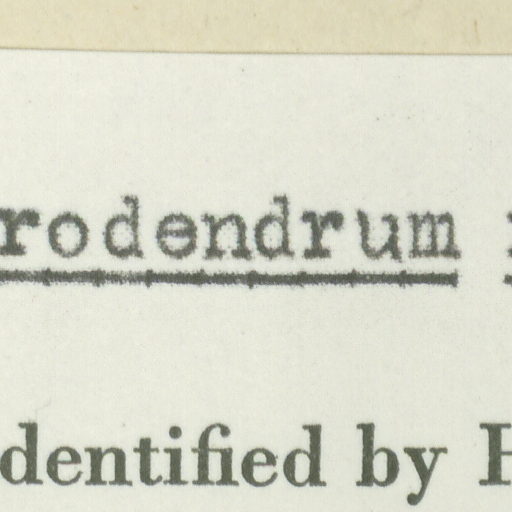 rodendrum
dentified by H